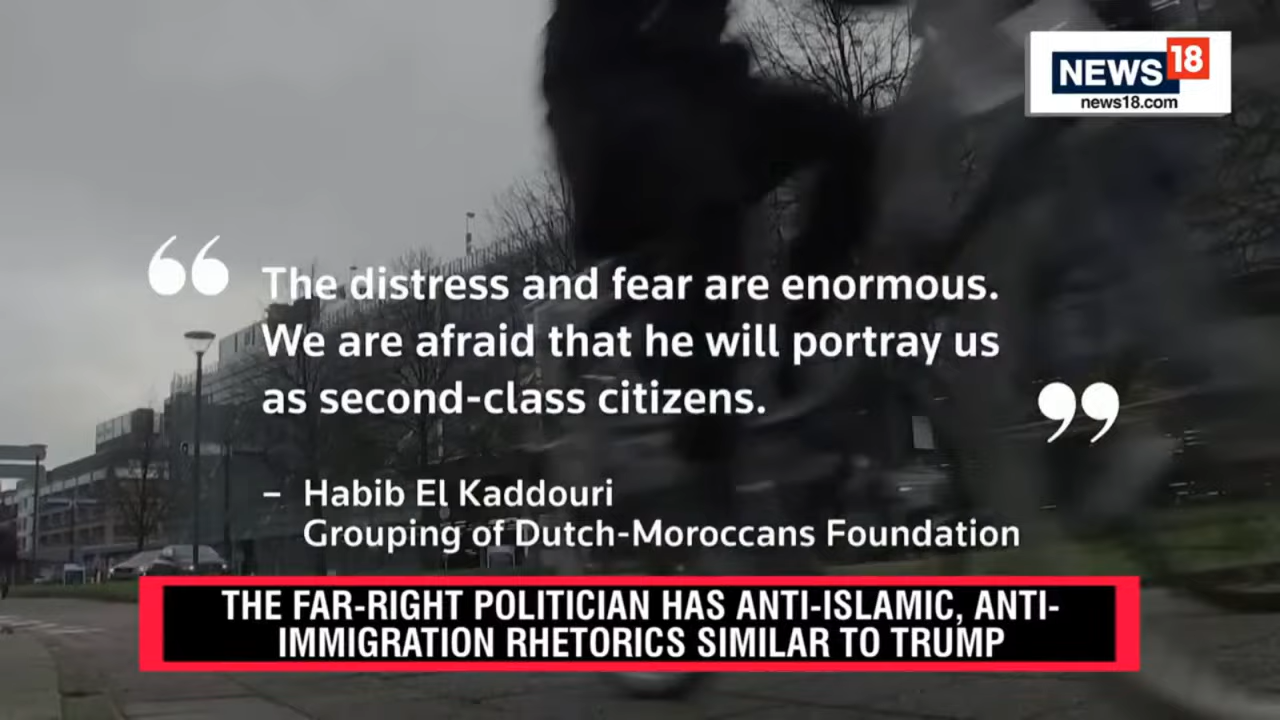 NEWS 18
news18.com
“ The distress and fear are enormous.
We are afraid that he will portray us
as second-class citizens. ”
– Habib El Kaddouri
Grouping of Dutch-Moroccans Foundation
THE FAR-RIGHT POLITICIAN HAS ANTI-ISLAMIC, ANTI-
IMMIGRATION RHETORICS SIMILAR TO TRUMP